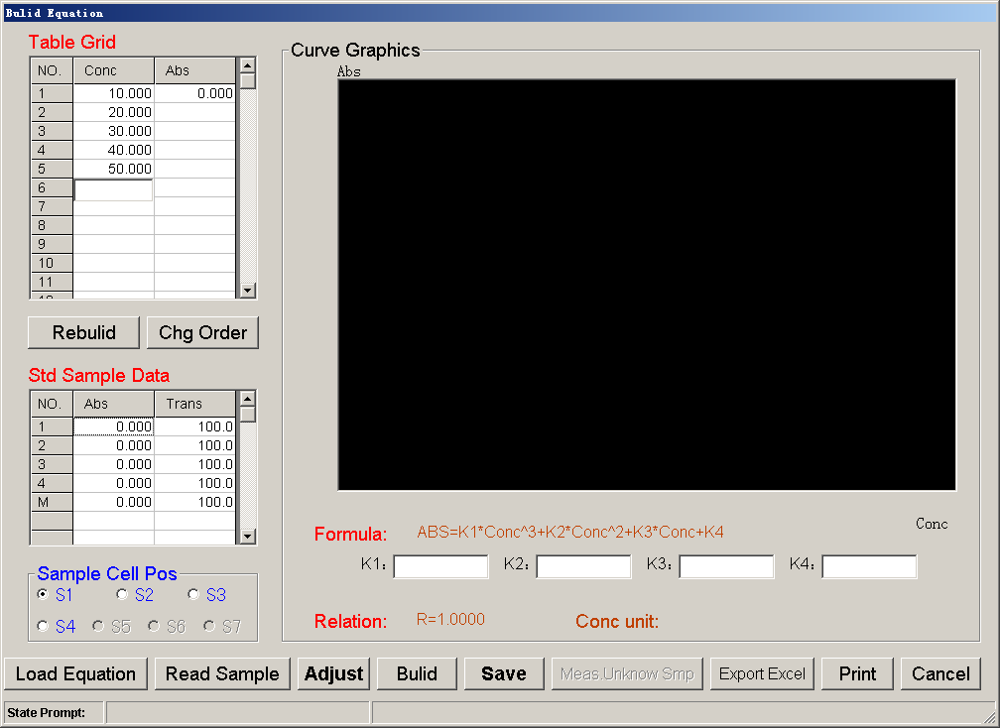 Bulid Equation
Table Grid
NO. Conc Abs
1 10.000 0.000
2 20.000
3 30.000
4 40.000
5 50.000
6
7
8
9
10
11
Rebulid Chg Order
Std Sample Data
NO. Abs Trans
1 0.000 100.0
2 0.000 100.0
3 0.000 100.0
4 0.000 100.0
M 0.000 100.0
Sample Cell Pos
S1 S2 S3
S4 S5 S6 S7
Curve Graphics
Abs
Conc
Formula: ABS=K1*Conc^3+K2*Conc^2+K3*Conc+K4
K1: K2: K3: K4:
Relation: R=1.0000 Conc unit:
Load Equation Read Sample Adjust Bulid Save Meas.Unknow Smp Export Excel Print Cancel
State Prompt: